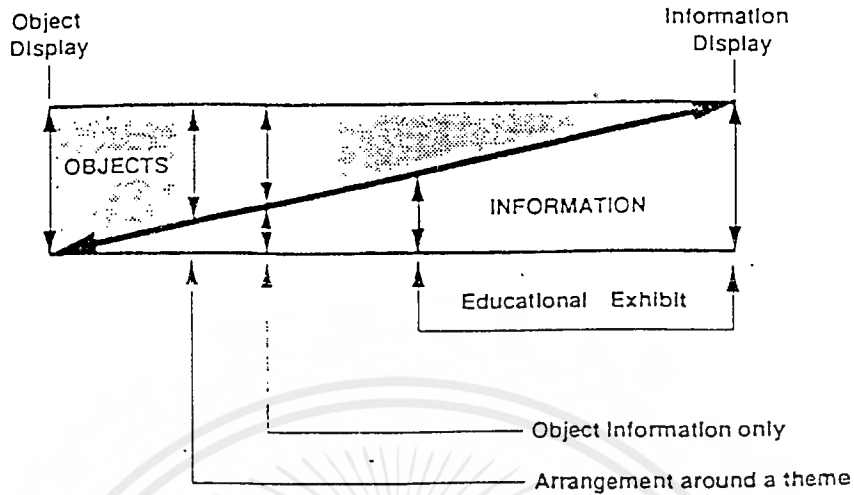 Object
Display
Information
Display
OBJECTS
INFORMATION
Educational Exhibit
Object Information only
Arrangement around a theme